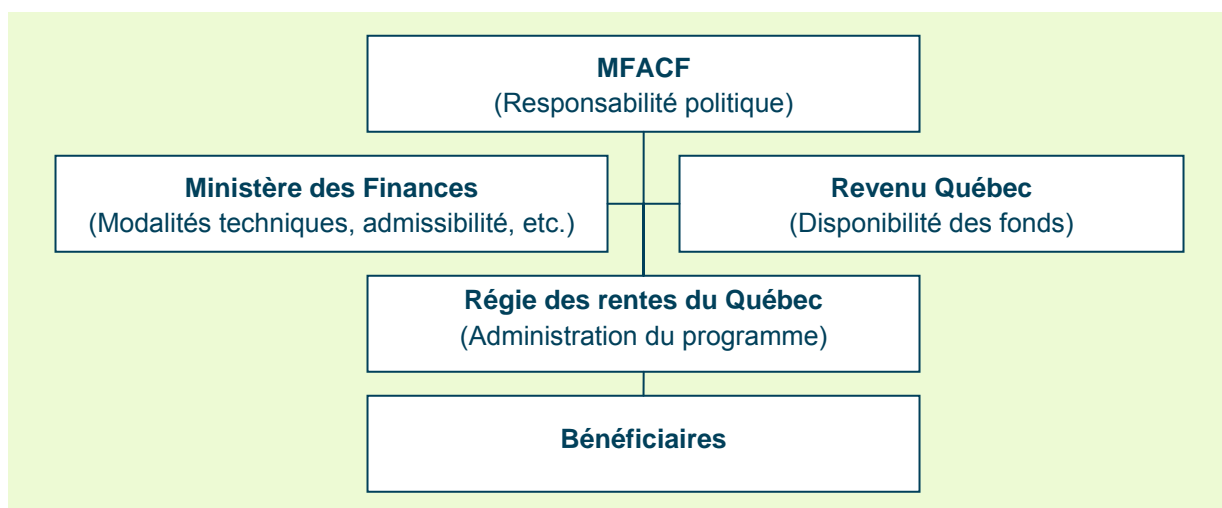 MFACF
(Responsabilité politique)
Ministère des Finances
(Modalités techniques, admissibilité, etc.)
Revenu Québec
(Disponibilité des fonds)
Régie des rentes du Québec
(Administration du programme)
Bénéficiaires